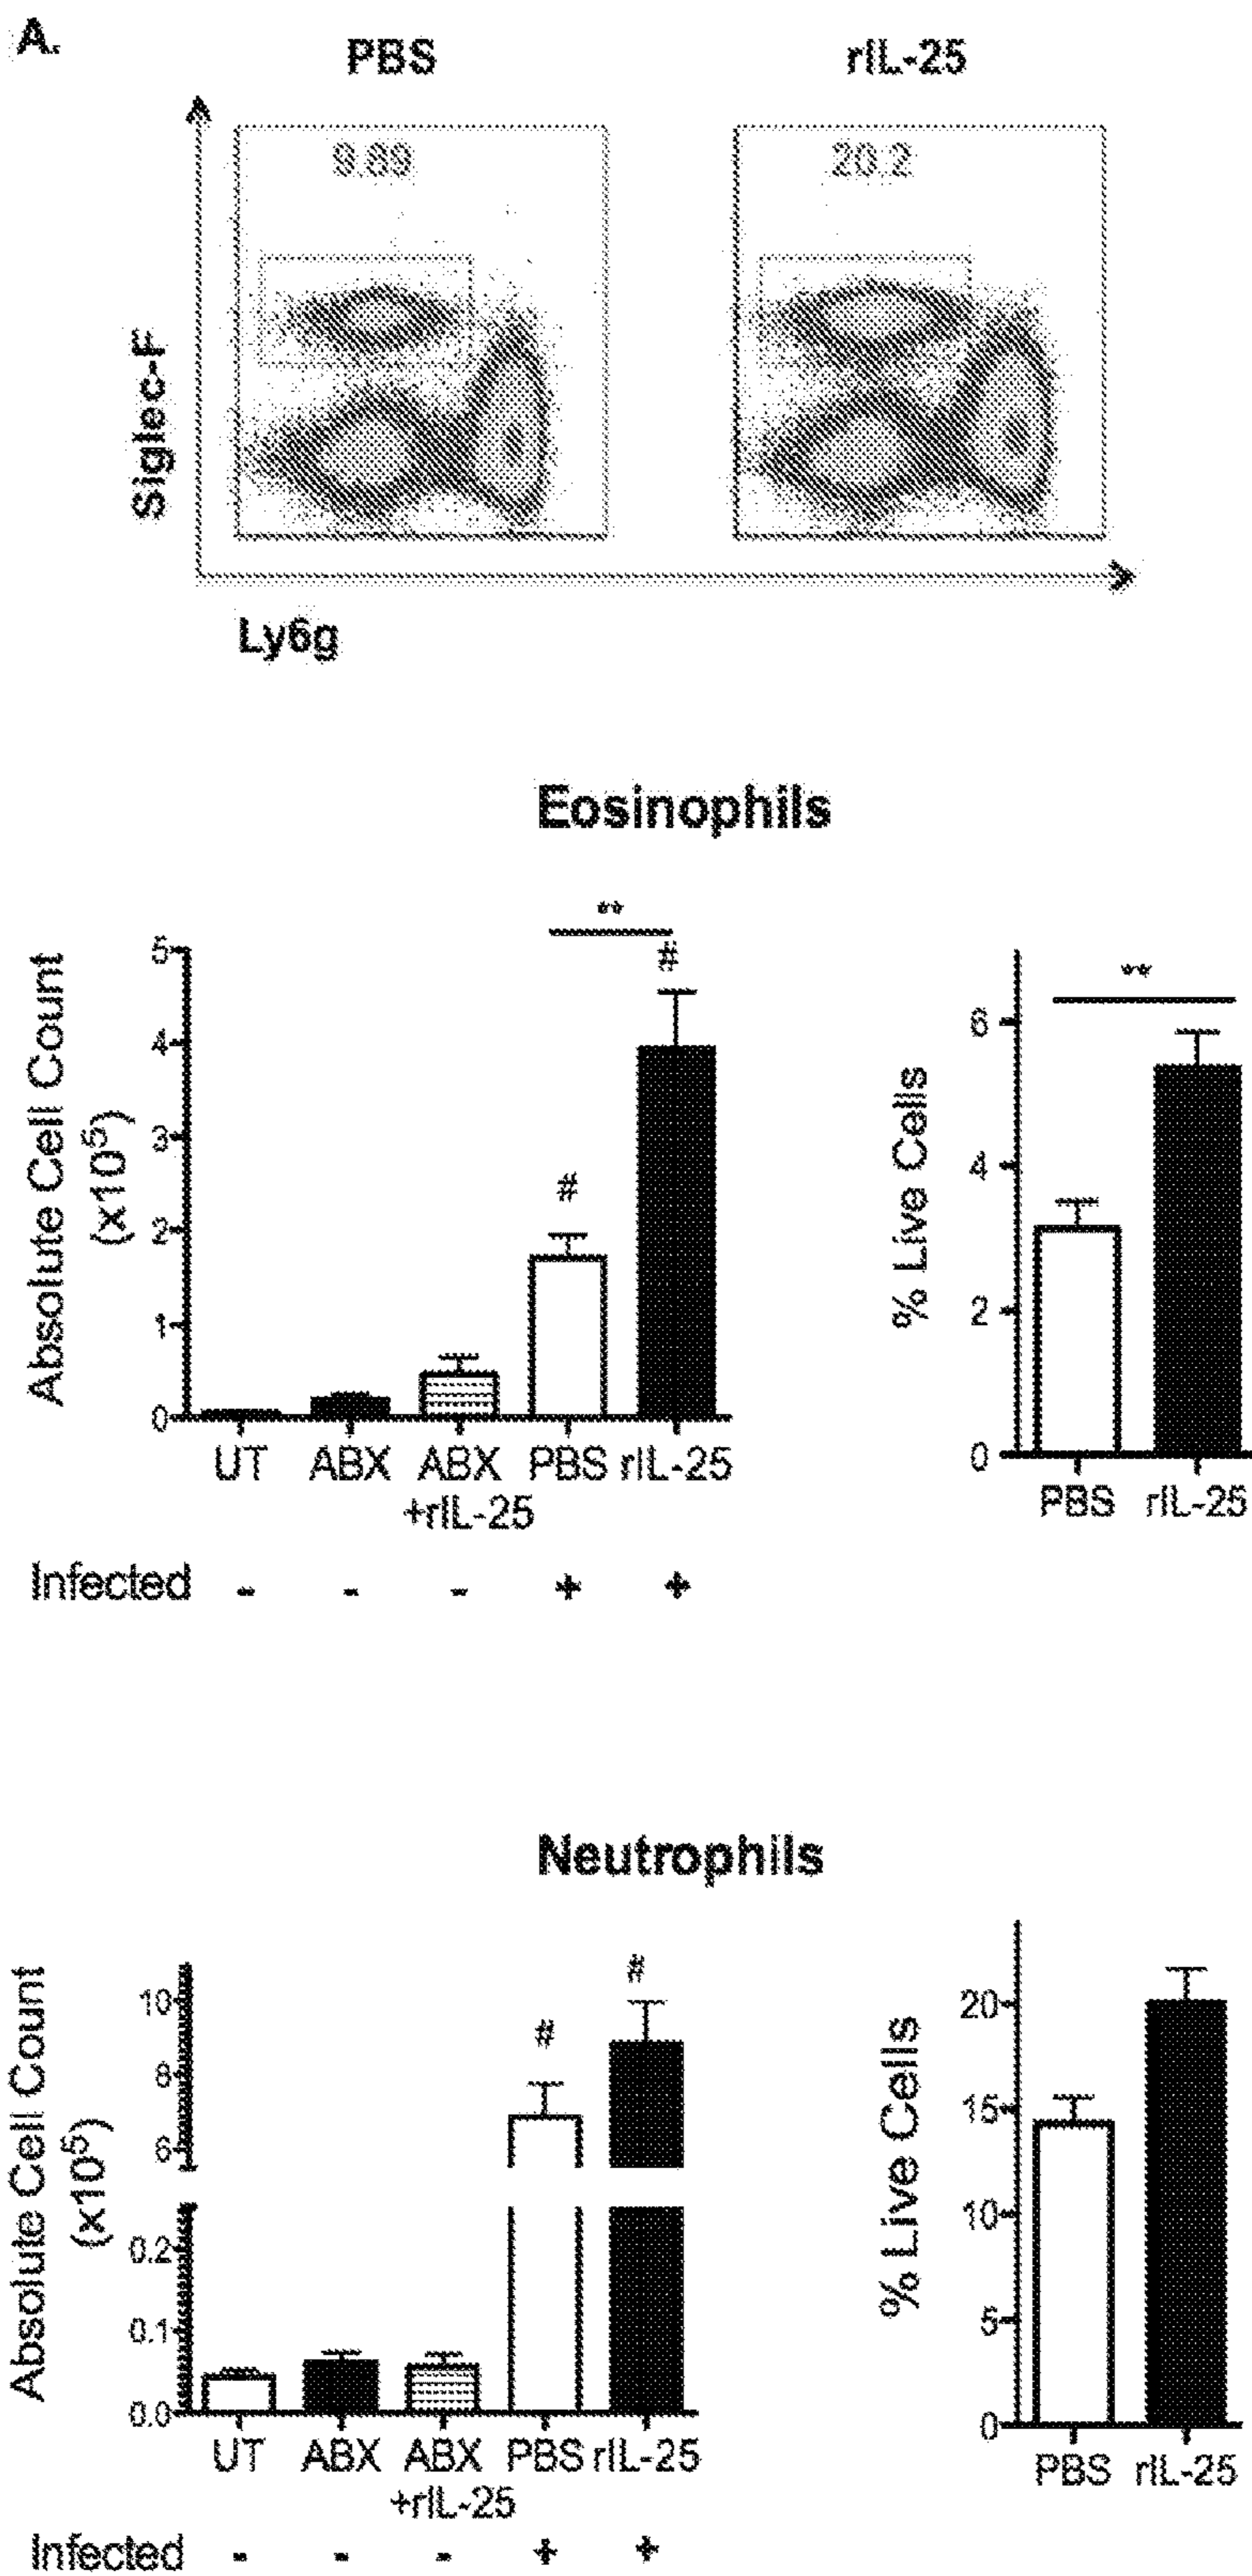 A.
PBS rIL-25
20.2
Siglec-F
Ly6g
Eosinophils
**
#
#
Absolute Cell Count
(x10⁵)
5
4
3
2
1
0
UT ABX ABX PBS rIL-25
+rIL-25
Infected - - - + +
**
% Live Cells
6
4
2
0
PBS rIL-25
Neutrophils
#
#
Absolute Cell Count
(x10⁵)
10
8
6
0.2
0.1
0.0
UT ABX ABX PBS rIL-25
+rIL-25
Infected - - - + +
% Live Cells
20
15
10
5
0
PBS rIL-25